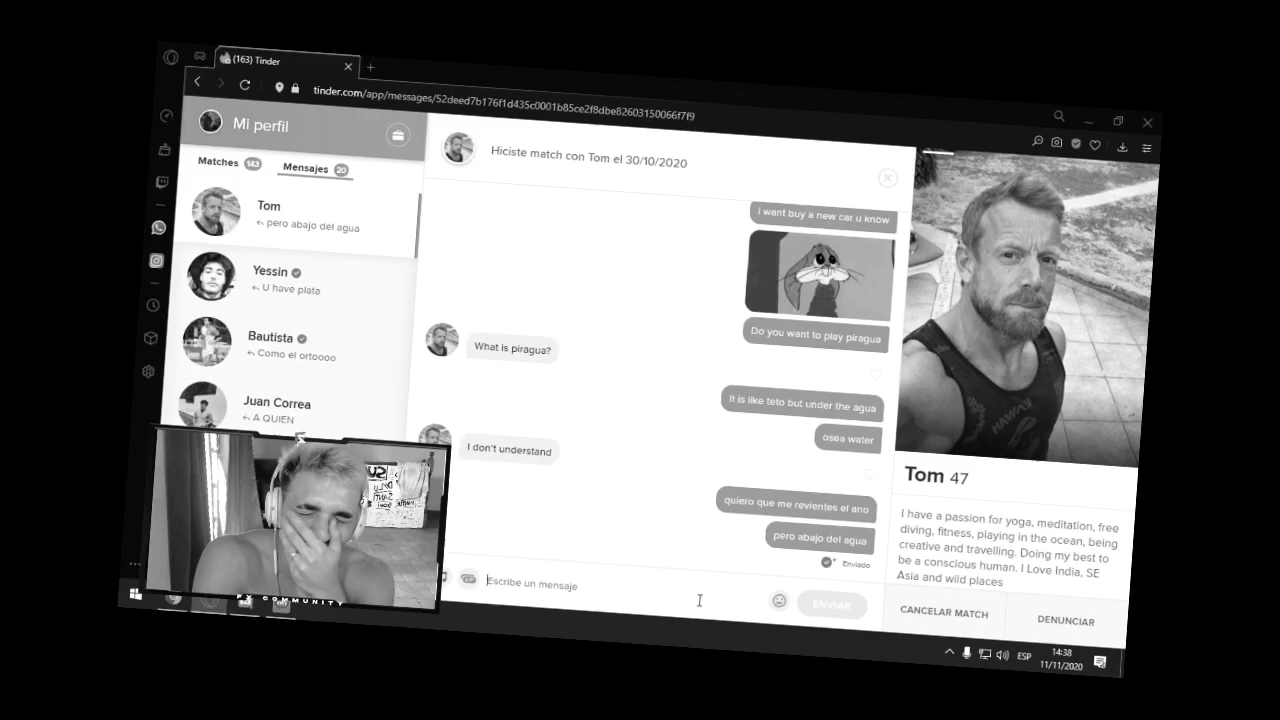 (163) Tinder
tinder.com/app/messages/52deed7b176f1d435c0001b85ce2f8dbe82603150066f7f9
Mi perfil
Matches 143 Mensajes 20
Tom
pero abajo del agua
Yessin
U have plata
Bautista
Como el ortoooo
Juan Correa
A QUIEN
Hiciste match con Tom el 30/10/2020
i want buy a new car u know
Do you want to play piragua
What is piragua?
it is like teto but under the agua
osea water
I don't understand
quiero que me revientes el ano
pero abajo del agua
Enviado
Escribe un mensaje
ENVIAR
Tom 47
I have a passion for yoga, meditation, free
diving, fitness, playing in the ocean, being
creative and travelling. Doing my best to
be a conscious human. I Love India, SE
Asia and wild places
CANCELAR MATCH
DENUNCIAR
COMMUNITY
ESP
14:38
11/11/2020